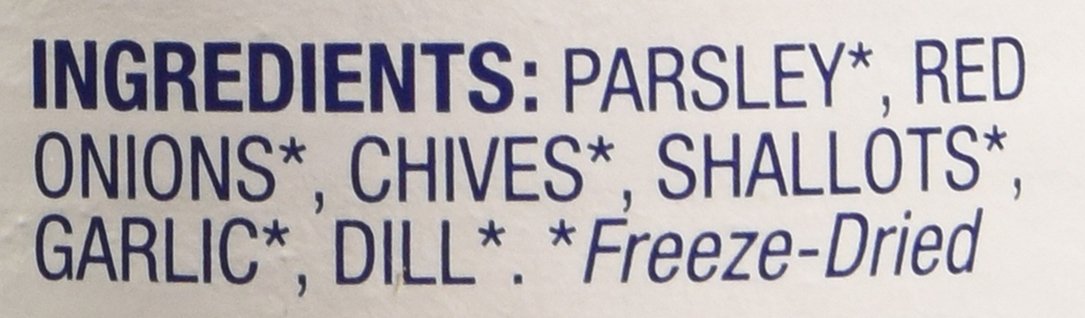 INGREDIENTS: PARSLEY*, RED
ONIONS*, CHIVES*, SHALLOTS*,
GARLIC*, DILL*. *Freeze-Dried